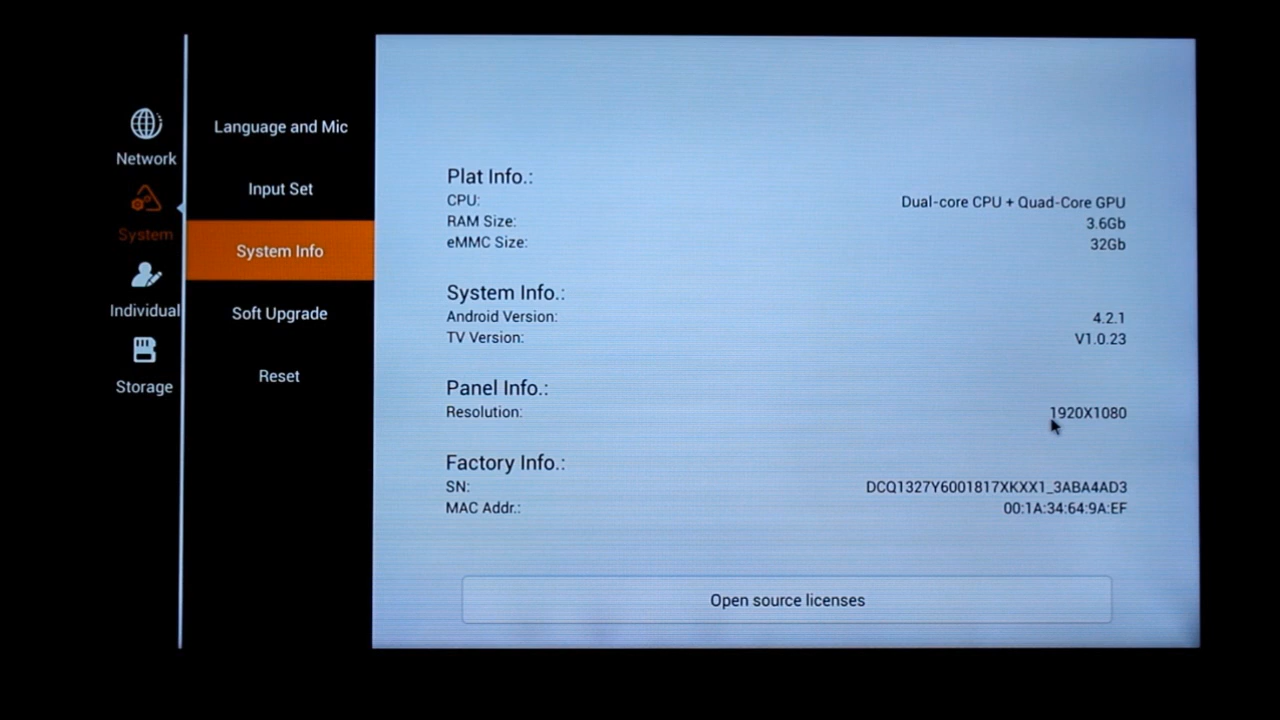 Network
System
Individual
Storage
Language and Mic
Input Set
System Info
Soft Upgrade
Reset
Plat Info.:
CPU: Dual-core CPU + Quad-Core GPU
RAM Size: 3.6Gb
eMMC Size: 32Gb
System Info.:
Android Version: 4.2.1
TV Version: V1.0.23
Panel Info.:
Resolution: 1920X1080
Factory Info.:
SN: DCQ1327Y6001817XKXX1_3ABA4AD3
MAC Addr.: 00:1A:34:64:9A:EF
Open source licenses